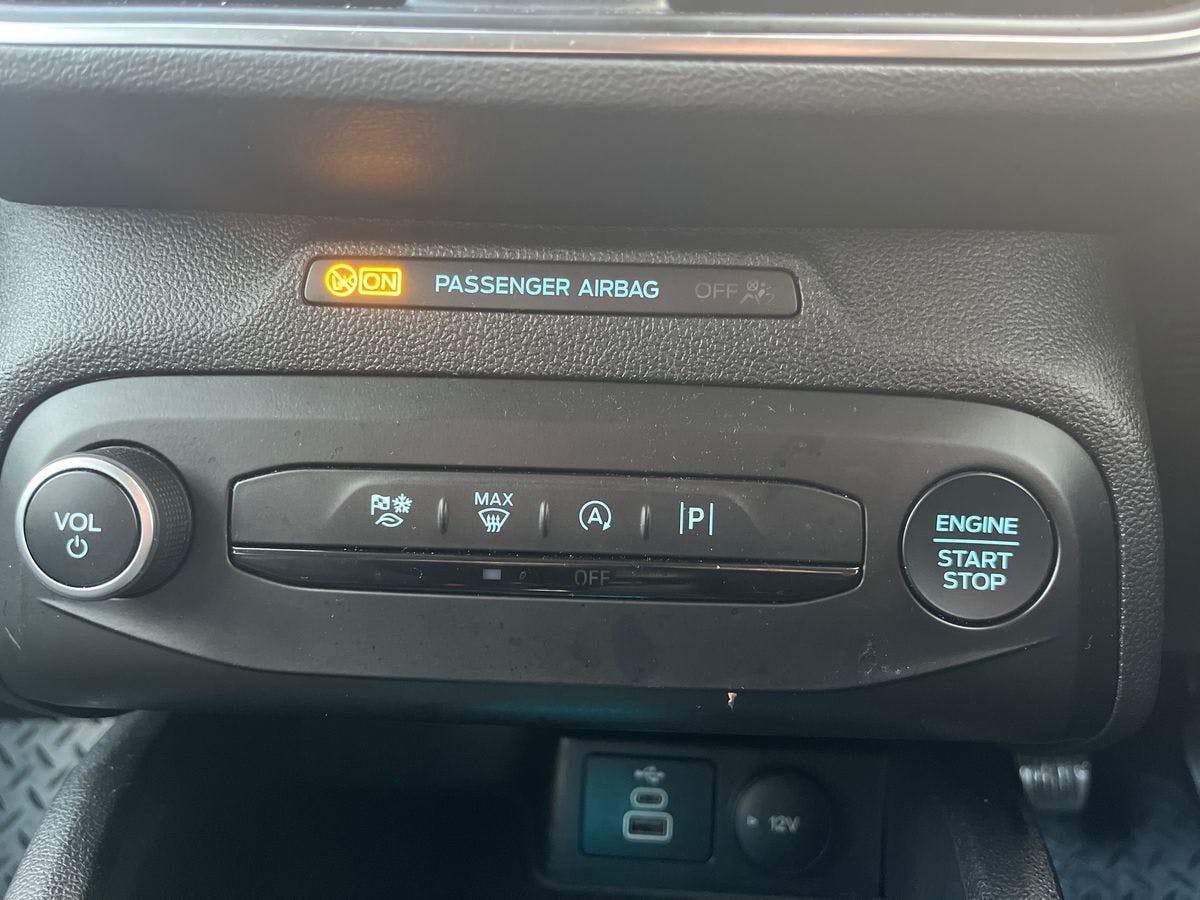 ON PASSENGER AIRBAG OFF
VOL
MAX
A
P
OFF
ENGINE
START
STOP
12V